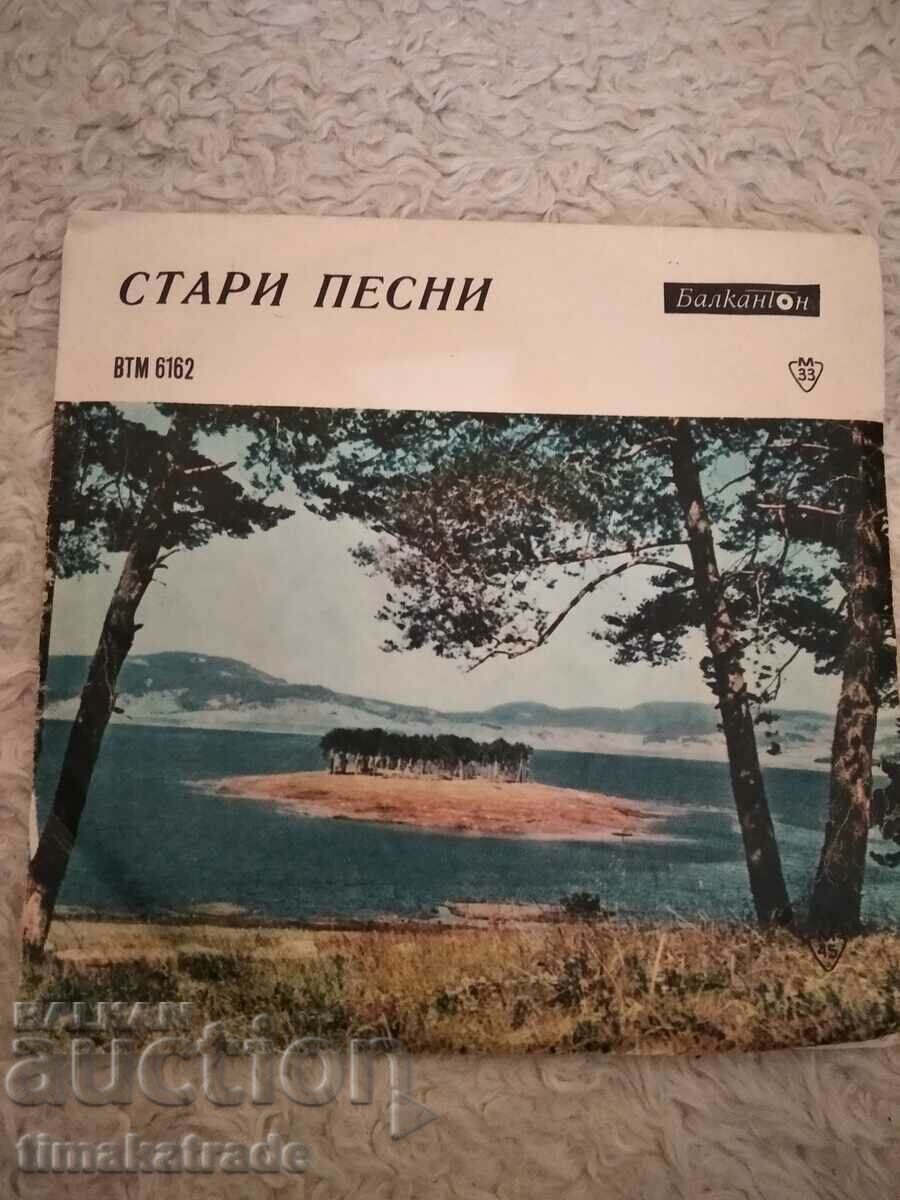 СТАРИ ПЕСНИ
Балкантон
ВТМ 6162
М
33
45
BALKAN
auction
timakatrade